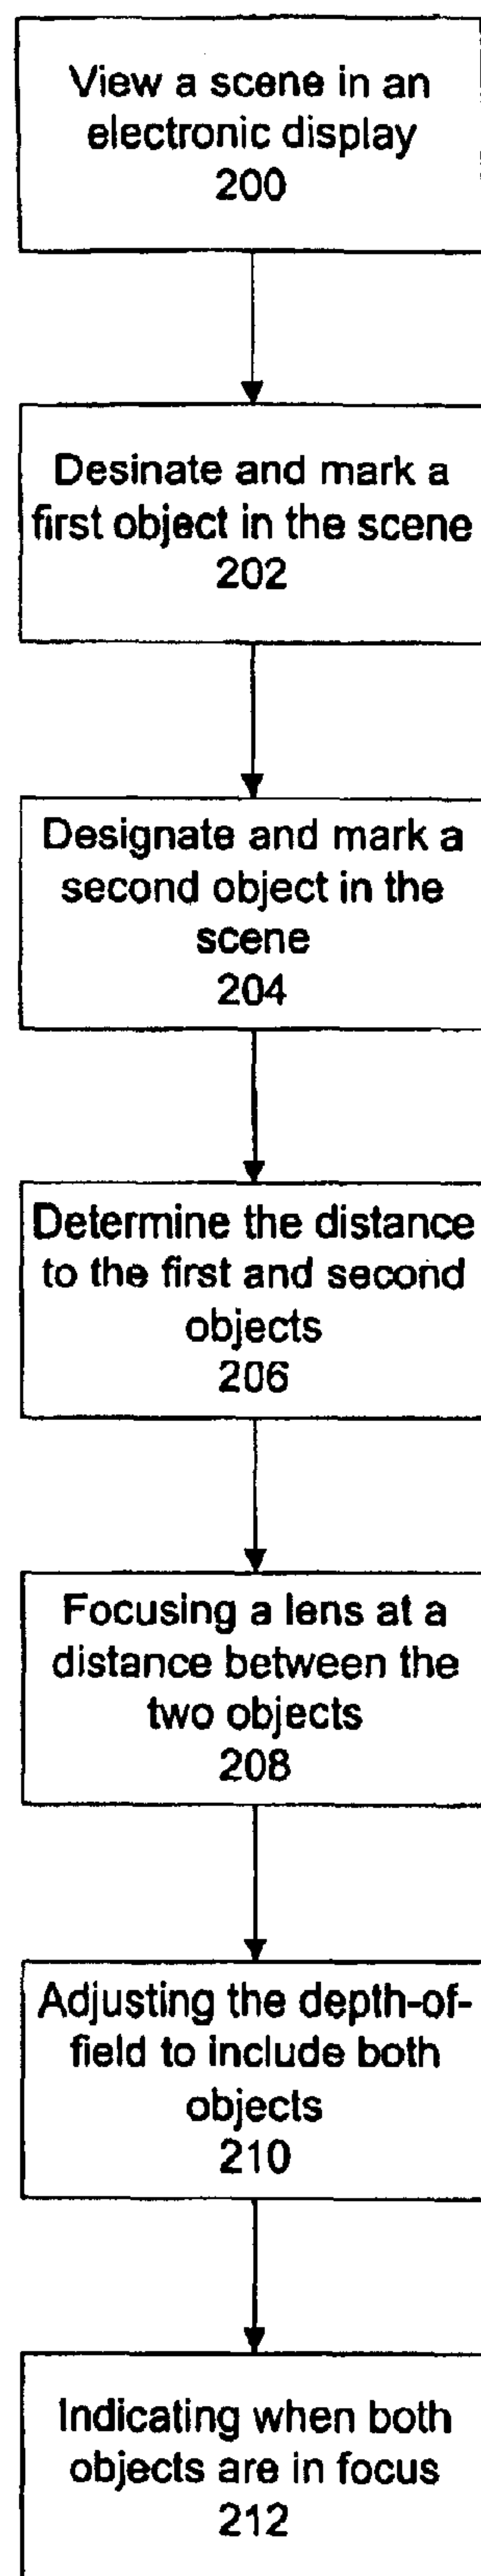 View a scene in an
electronic display
200
Desinate and mark a
first object in the scene
202
Designate and mark a
second object in the
scene
204
Determine the distance
to the first and second
objects
206
Focusing a lens at a
distance between the
two objects
208
Adjusting the depth-of-
field to include both
objects
210
Indicating when both
objects are in focus
212